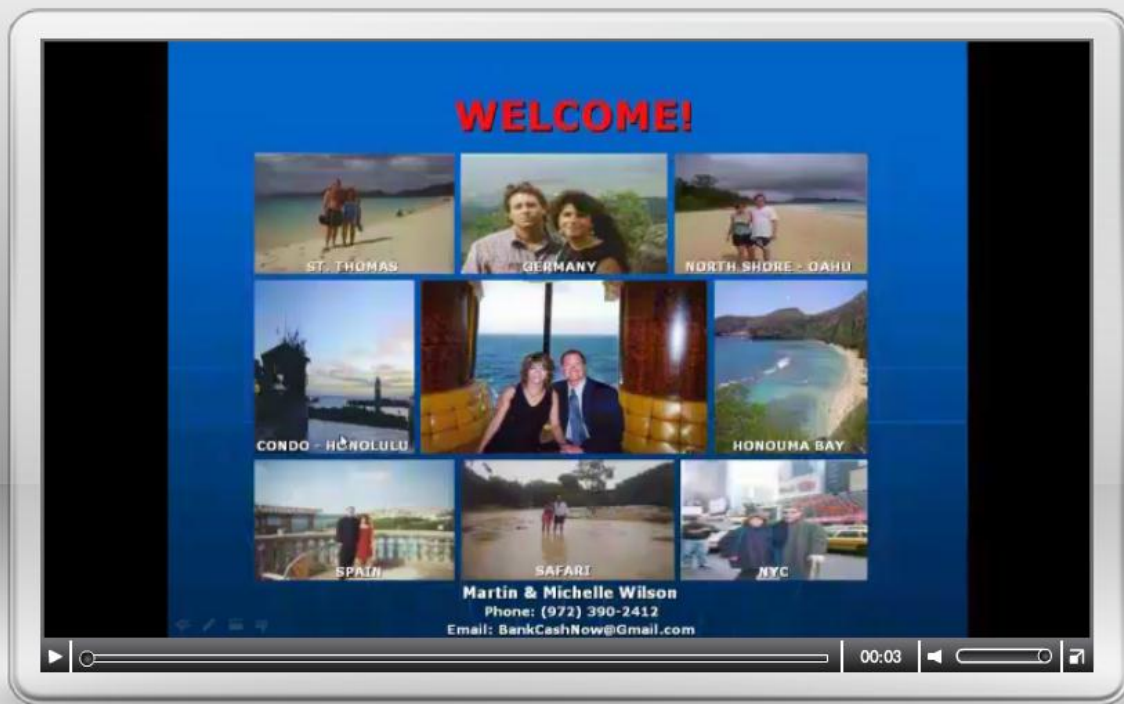 WELCOME!
ST. THOMAS
GERMANY
NORTH SHORE - OAHU
CONDO - HONOLULU
HONOUMA BAY
SPAIN
SAFARI
NYC
Martin & Michelle Wilson
Phone: (972) 390-2412
Email: BankCashNow@Gmail.com
00:03